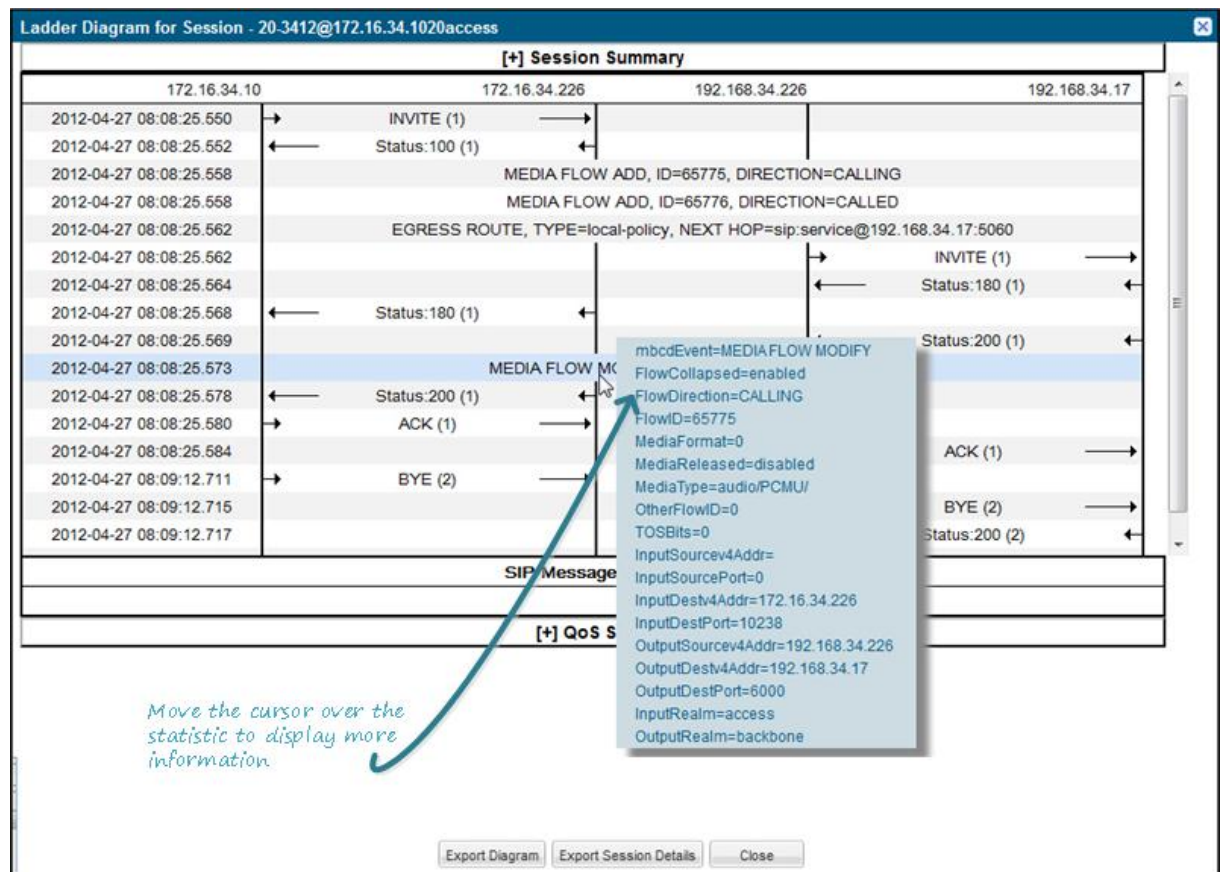 Ladder Diagram for Session - 20-3412@172.16.34.1020access
[+] Session Summary
172.16.34.10 172.16.34.226 192.168.34.226 192.168.34.17
2012-04-27 08:08:25.550 INVITE (1)
2012-04-27 08:08:25.552 Status:100 (1)
2012-04-27 08:08:25.558 MEDIA FLOW ADD, ID=65775, DIRECTION=CALLING
2012-04-27 08:08:25.558 MEDIA FLOW ADD, ID=65776, DIRECTION=CALLED
2012-04-27 08:08:25.562 EGRESS ROUTE, TYPE=local-policy, NEXT HOP=sip:service@192.168.34.17:5060
2012-04-27 08:08:25.562 INVITE (1)
2012-04-27 08:08:25.564 Status:180 (1)
2012-04-27 08:08:25.568 Status:180 (1)
2012-04-27 08:08:25.569 Status:200 (1)
2012-04-27 08:08:25.573 MEDIA FLOW MO
2012-04-27 08:08:25.578 Status:200 (1)
2012-04-27 08:08:25.580 ACK (1)
2012-04-27 08:08:25.584 ACK (1)
2012-04-27 08:09:12.711 BYE (2)
2012-04-27 08:09:12.715 BYE (2)
2012-04-27 08:09:12.717 Status:200 (2)
SIP Message
[+] QoS S
mbcdEvent=MEDIA FLOW MODIFY
FlowCollapsed=enabled
FlowDirection=CALLING
FlowID=65775
MediaFormat=0
MediaReleased=disabled
MediaType=audio/PCMU/
OtherFlowID=0
TOSBits=0
InputSourcev4Addr=
InputSourcePort=0
InputDestv4Addr=172.16.34.226
InputDestPort=10238
OutputSourcev4Addr=192.168.34.226
OutputDestv4Addr=192.168.34.17
OutputDestPort=6000
InputRealm=access
OutputRealm=backbone
Move the cursor over the
statistic to display more
information
Export Diagram Export Session Details Close